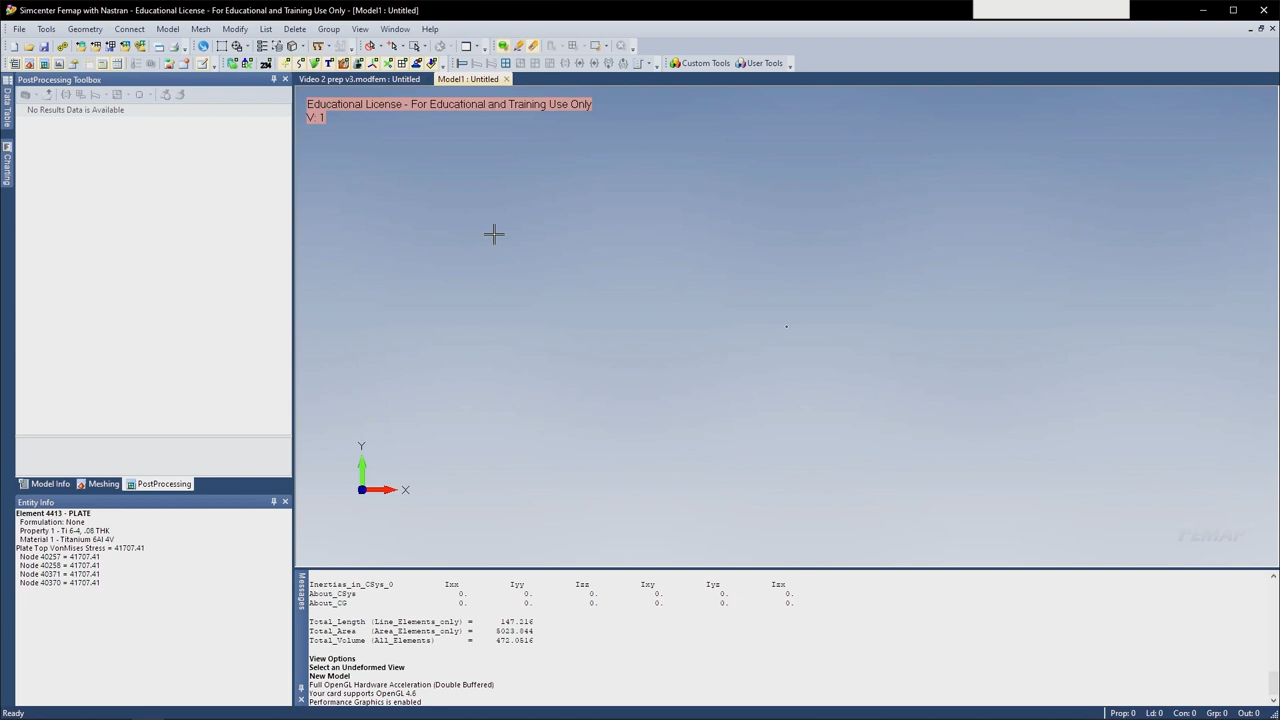 Simcenter Femap with Nastran - Educational License - For Educational and Training Use Only - [Model1 : Untitled]
File Tools Geometry Connect Model Mesh Modify List Delete Group View Window Help
Custom Tools User Tools
PostProcessing Toolbox
Video 2 prep v3.modfem : Untitled
Model1 : Untitled
Data Table
Charting
No Results Data is Available
Educational License - For Educational and Training Use Only
V: 1
Y
X
FEMAP
Model Info Meshing PostProcessing
Entity Info
Element 4413 - PLATE
Formulation: None
Property 1 - Ti 6-4, .08 THK
Material 1 - Titanium 6Al 4V
Plate Top VonMises Stress = 41707.41
Node 40257 = 41707.41
Node 40258 = 41707.41
Node 40371 = 41707.41
Node 40370 = 41707.41
Messages
Inertias_in_CSys_0 Ixx Iyy Izz Ixy Iyz Izx
About_CSys 0. 0. 0. 0. 0. 0.
About_CG 0. 0. 0. 0. 0. 0.
Total_Length (Line_Elements_only) = 147.216
Total_Area (Area_Elements_only) = 5023.844
Total_Volume (All_Elements) = 472.0516
View Options
Select an Undeformed View
New Model
Full OpenGL Hardware Acceleration (Double Buffered)
Your card supports OpenGL 4.6
Performance Graphics is enabled
Ready
Prop: 0 Ld: 0 Con: 0 Grp: 0 Out: 0